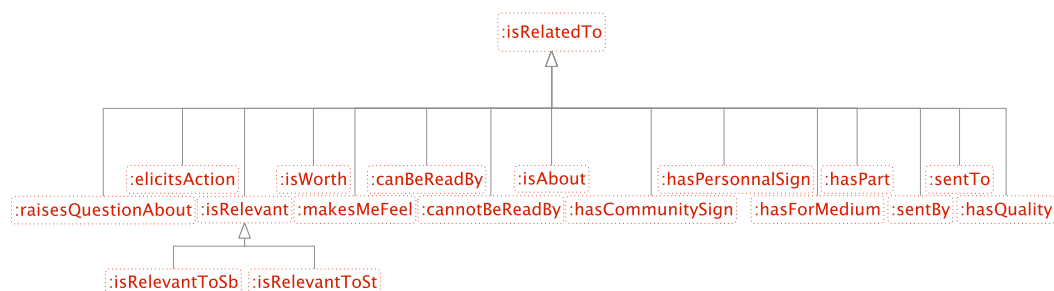 :isRelatedTo
:elicitsAction :isWorth :canBeReadBy :isAbout :hasPersonnalSign :hasPart :sentTo
:raisesQuestionAbout :isRelevant :makesMeFeel :cannotBeReadBy :hasCommunitySign :hasForMedium :sentBy :hasQuality
:isRelevantToSb :isRelevantToSt